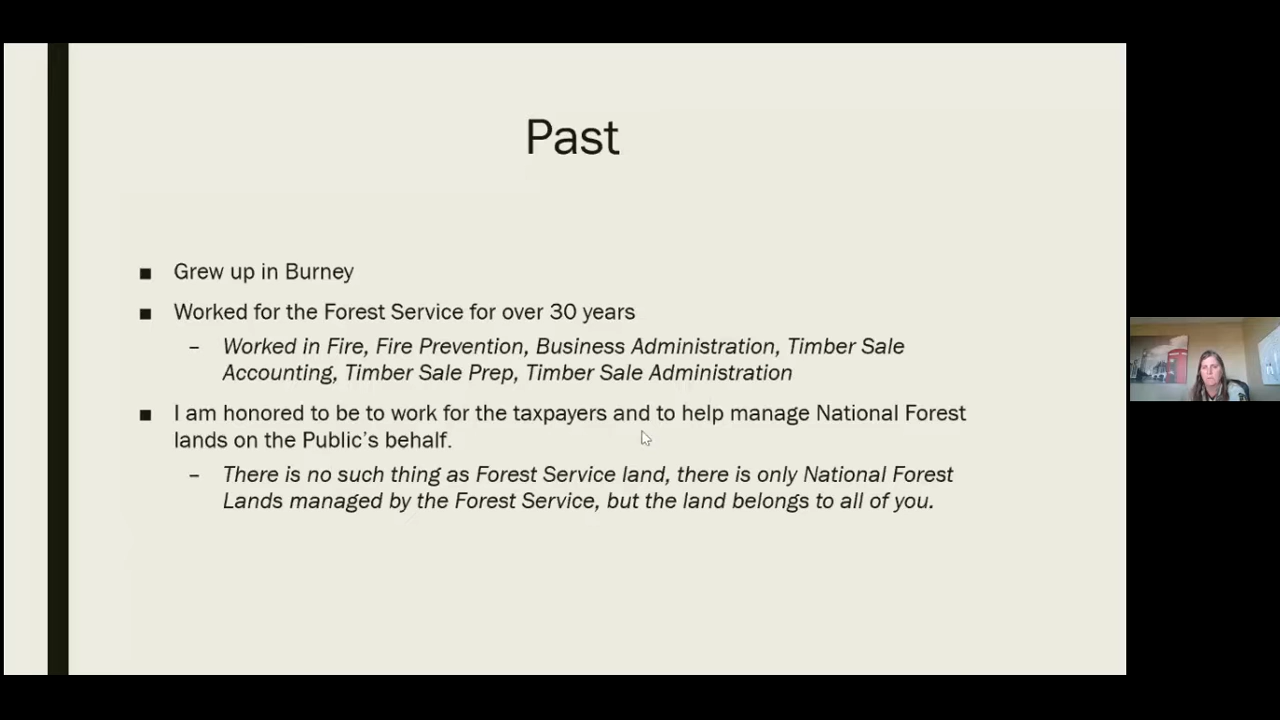 Past
■ Grew up in Burney
■ Worked for the Forest Service for over 30 years
– Worked in Fire, Fire Prevention, Business Administration, Timber Sale
Accounting, Timber Sale Prep, Timber Sale Administration
■ I am honored to be to work for the taxpayers and to help manage National Forest
lands on the Public's behalf.
– There is no such thing as Forest Service land, there is only National Forest
Lands managed by the Forest Service, but the land belongs to all of you.